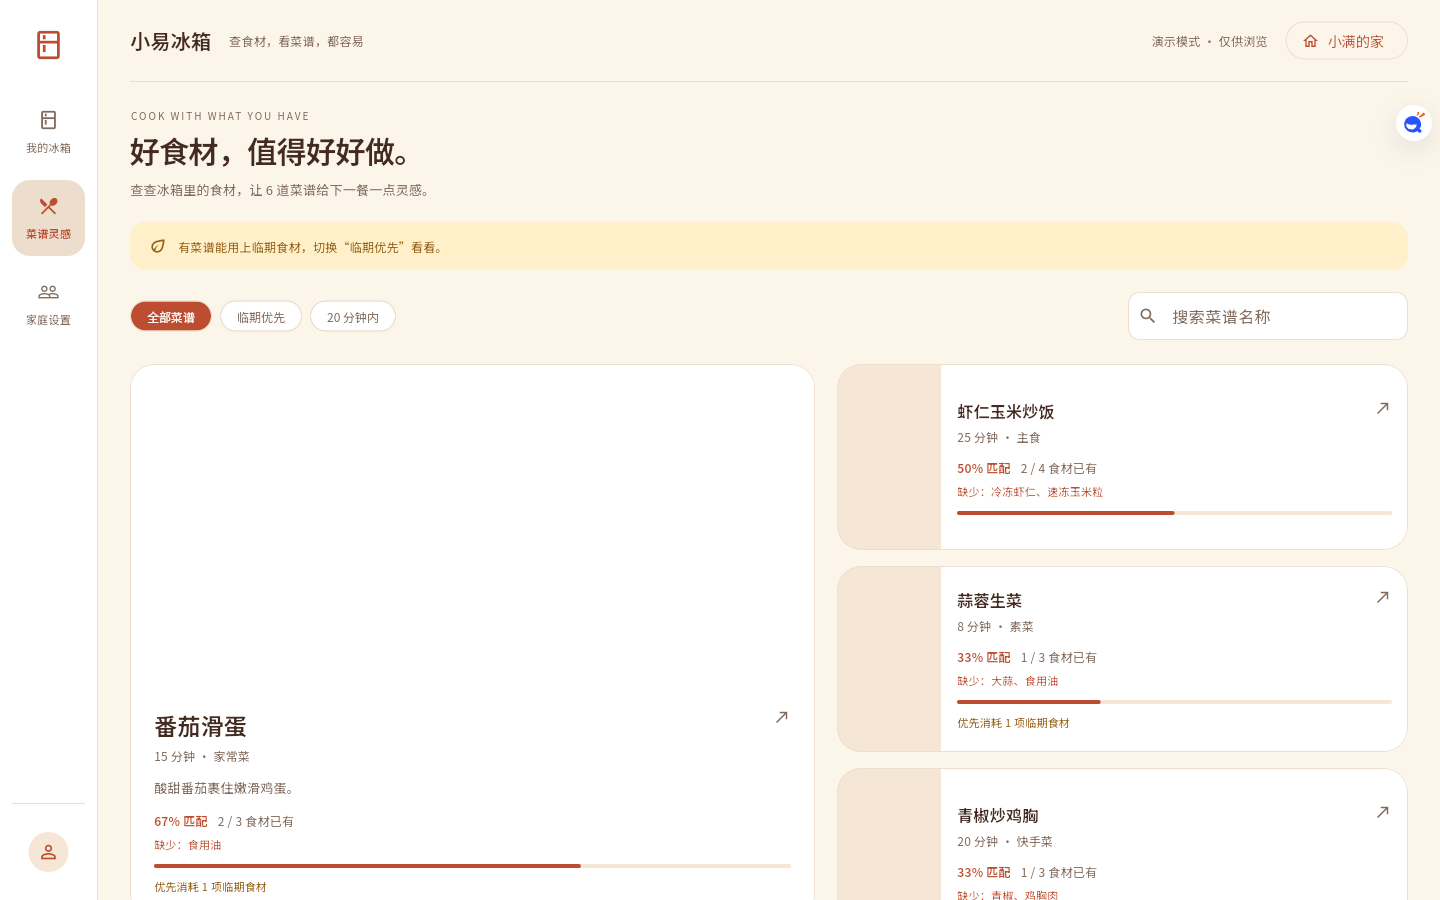 小易冰箱
查食材，看菜谱，都容易
演示模式 · 仅供浏览
小满的家
我的冰箱
菜谱灵感
家庭设置
COOK WITH WHAT YOU HAVE
好食材，值得好好做。
查查冰箱里的食材，让 6 道菜谱给下一餐一点灵感。
有菜谱能用上临期食材，切换“临期优先”看看。
全部菜谱
临期优先
20 分钟内
搜索菜谱名称
番茄滑蛋
15 分钟 · 家常菜
酸甜番茄裹住嫩滑鸡蛋。
67% 匹配 2 / 3 食材已有
缺少：食用油
优先消耗 1 项临期食材
虾仁玉米炒饭
25 分钟 · 主食
50% 匹配 2 / 4 食材已有
缺少：冷冻虾仁、速冻玉米粒
蒜蓉生菜
8 分钟 · 素菜
33% 匹配 1 / 3 食材已有
缺少：大蒜、食用油
优先消耗 1 项临期食材
青椒炒鸡胸
20 分钟 · 快手菜
33% 匹配 1 / 3 食材已有
缺少：青椒、鸡胸肉